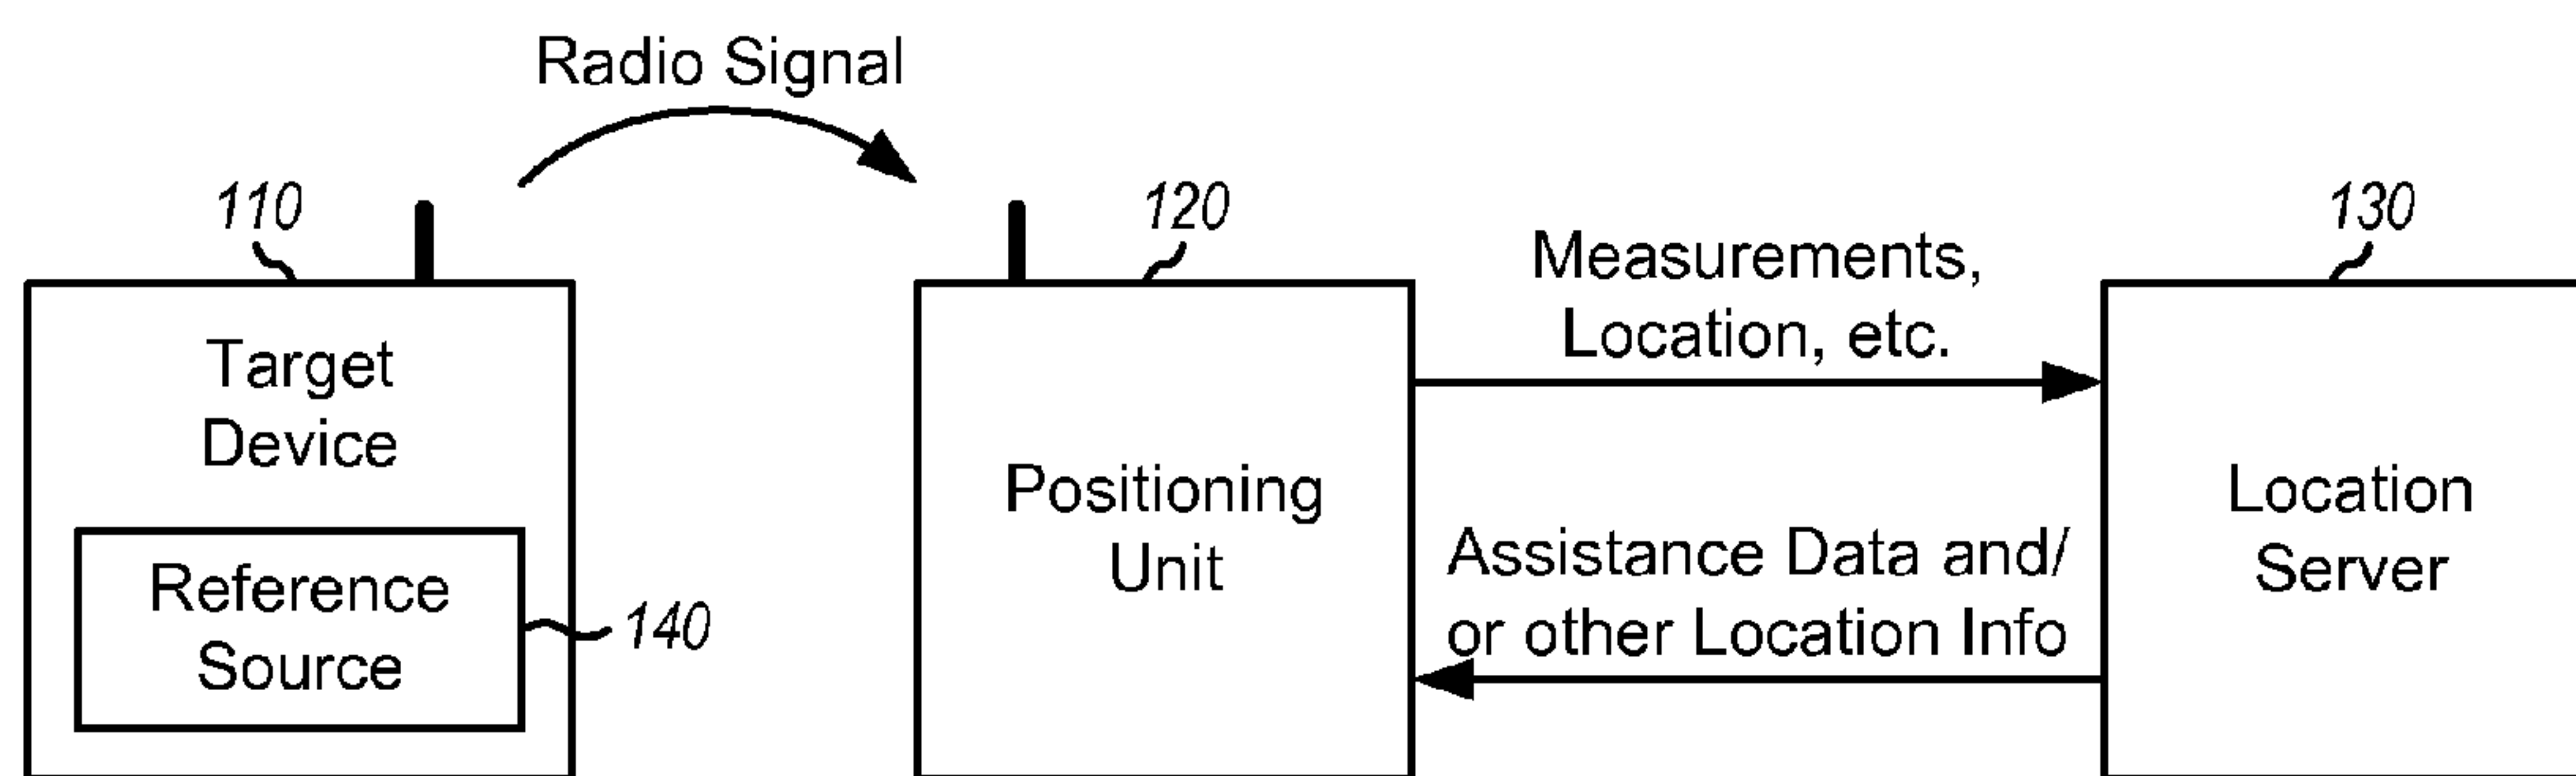 Radio Signal
110
120
130
Measurements,
Location, etc.
Target
Device
Positioning
Unit
Location
Server
Assistance Data and/
or other Location Info
Reference
Source
140